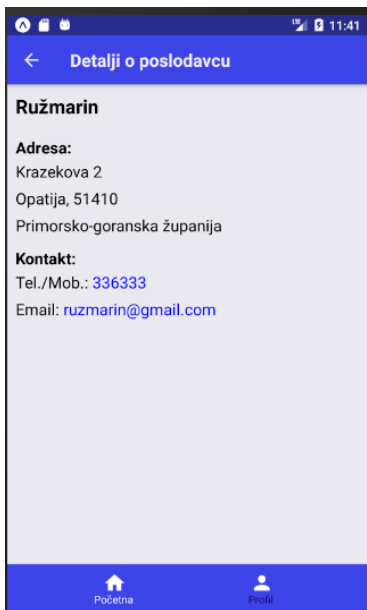 11:41
Detalji o poslodavcu
Ružmarin
Adresa:
Krazekova 2
Opatija, 51410
Primorsko-goranska županija
Kontakt:
Tel./Mob.: 336333
Email: ruzmarin@gmail.com
Početna Profil